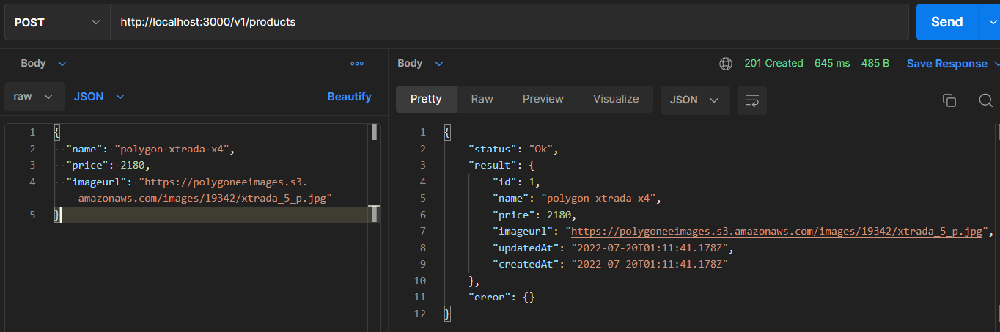 POST http://localhost:3000/v1/products Send
Body Body 201 Created 645 ms 485 B Save Response
raw JSON Beautify Pretty Raw Preview Visualize JSON
1 {
2 "name": "polygon xtrada x4",
3 "price": 2180,
4 "imageurl": "https://polygoneeimages.s3.
amazonaws.com/images/19342/xtrada_5_p.jpg"
5 }
1 {
2 "status": "Ok",
3 "result": {
4 "id": 1,
5 "name": "polygon xtrada x4",
6 "price": 2180,
7 "imageurl": "https://polygoneeimages.s3.amazonaws.com/images/19342/xtrada_5_p.jpg",
8 "updatedAt": "2022-07-20T01:11:41.178Z",
9 "createdAt": "2022-07-20T01:11:41.178Z"
10 },
11 "error": {}
12 }